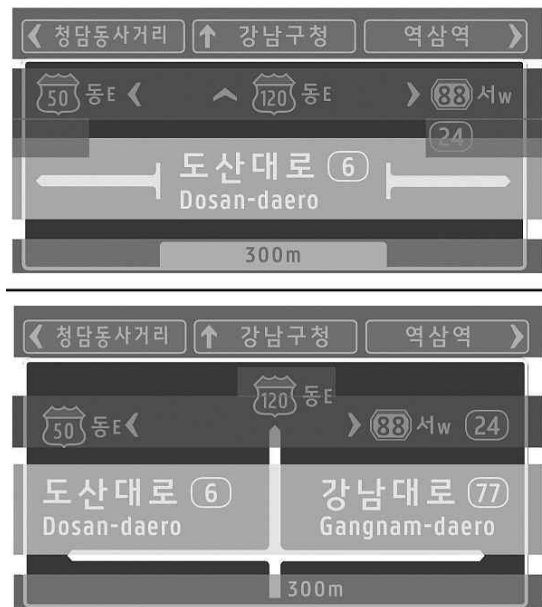 청담동사거리 강남구청 역삼역
50 동E 120 동E 88 서W
24
도산대로 6
Dosan-daero
300m
청담동사거리 강남구청 역삼역
120 동E
50 동E 88 서W 24
도산대로 6 강남대로 77
Dosan-daero Gangnam-daero
300m